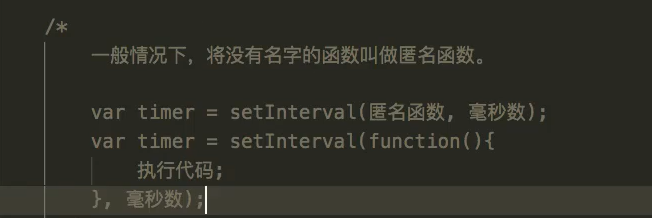 /*
一般情况下，将没有名字的函数叫做匿名函数。
var timer = setInterval(匿名函数, 毫秒数);
var timer = setInterval(function(){
执行代码;
}, 毫秒数);